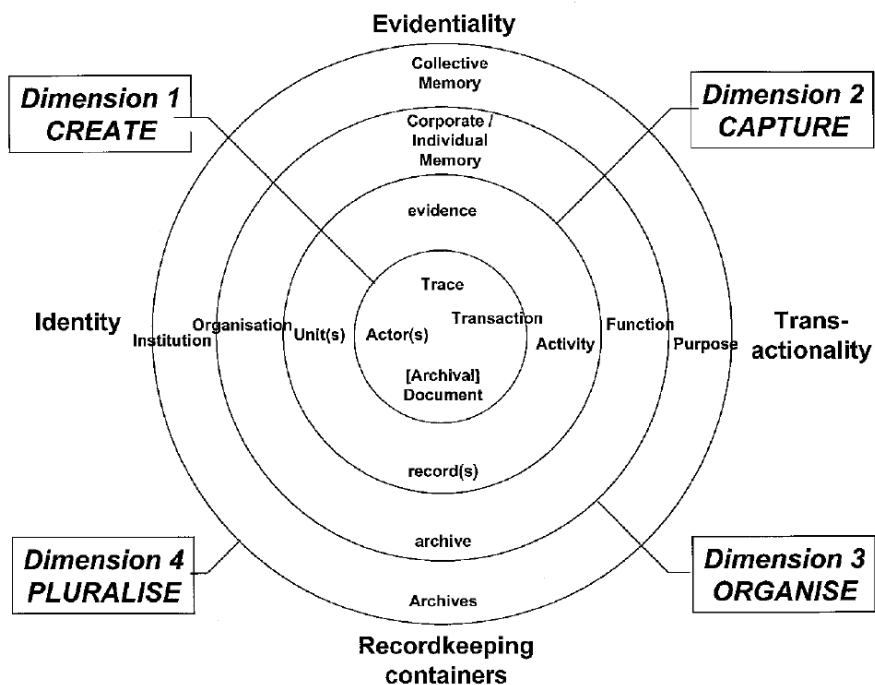 Evidentiality
Collective
Memory
Dimension 1
CREATE
Dimension 2
CAPTURE
Corporate /
Individual
Memory
evidence
Trace
Identity
Institution
Organisation
Unit(s)
Actor(s)
Transaction
Activity
Function
Purpose
Trans-
actionality
[Archival]
Document
record(s)
archive
Dimension 4
PLURALISE
Dimension 3
ORGANISE
Archives
Recordkeeping
containers